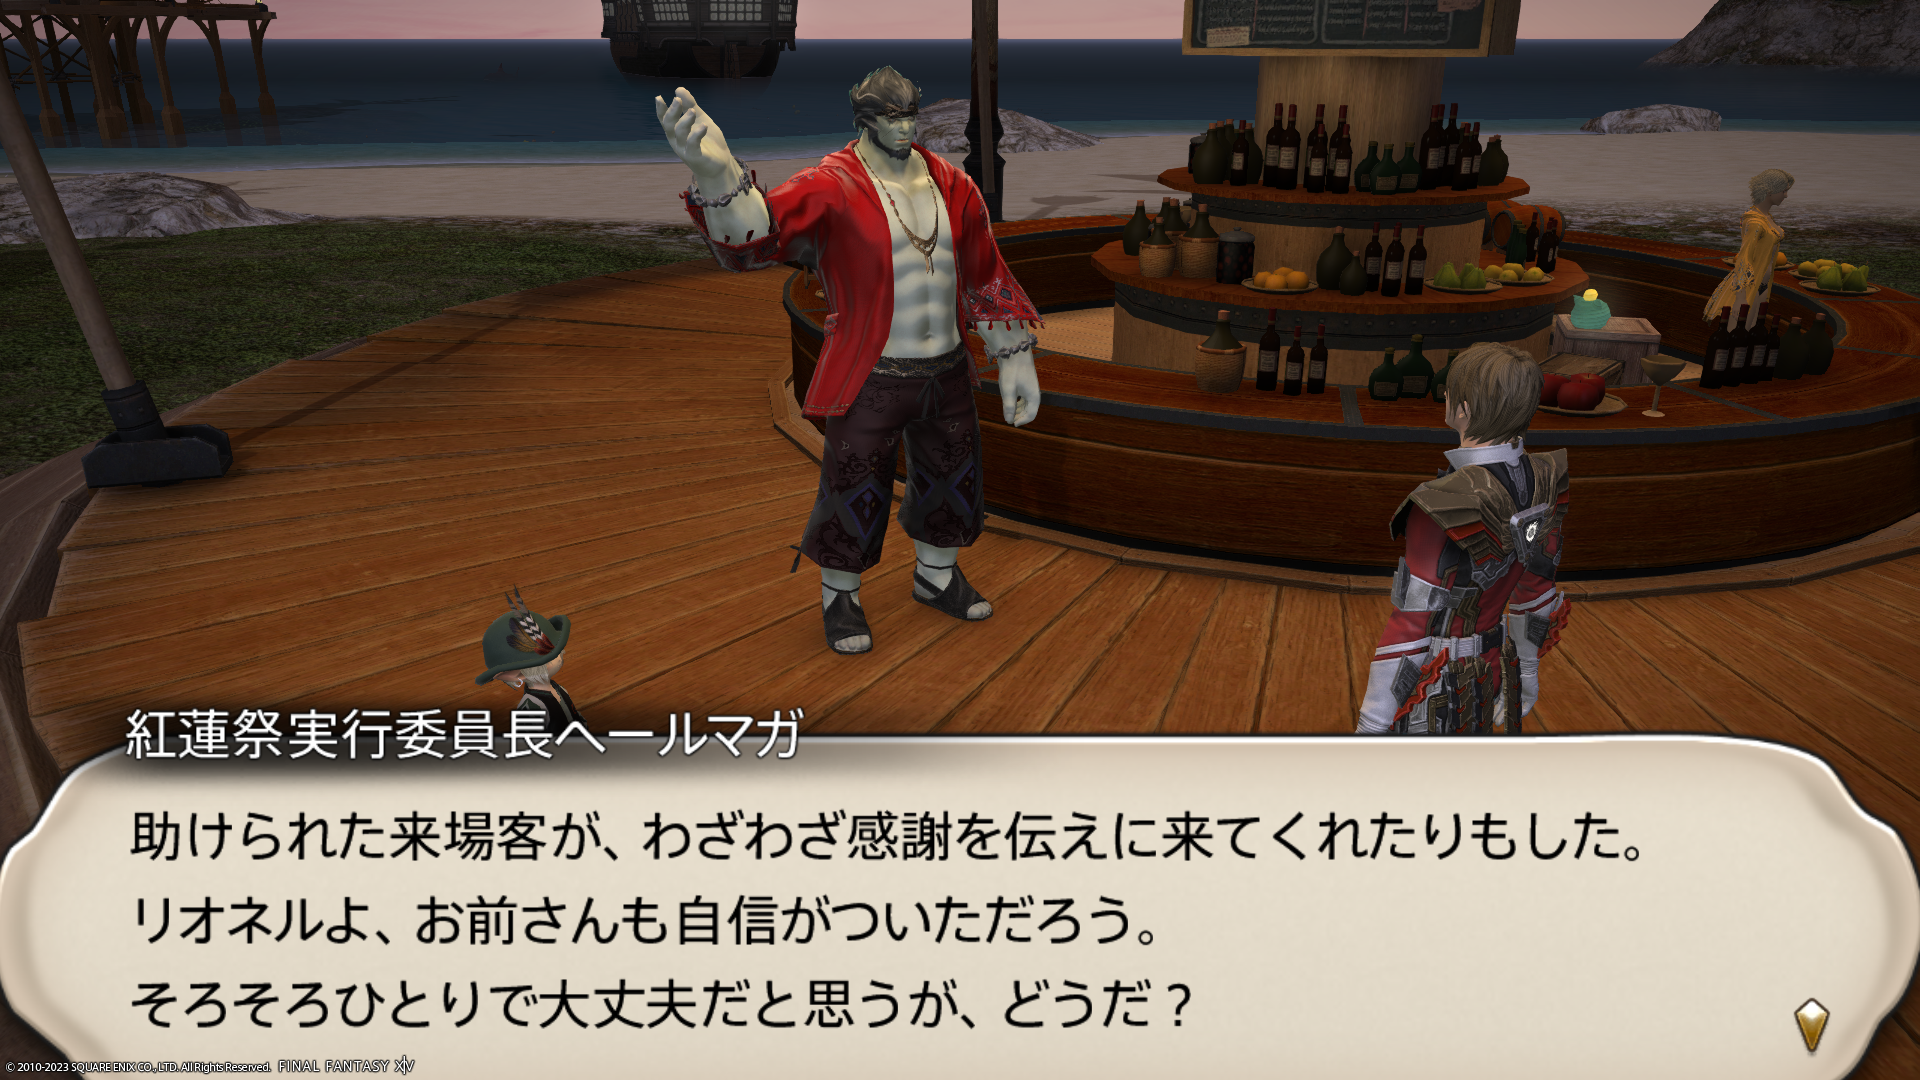 紅蓮祭実行委員長ヘールマガ
助けられた来場客が、わざわざ感謝を伝えに来てくれたりもした。
リオネルよ、お前さんも自信がついただろう。
そろそろひとりで大丈夫だと思うが、どうだ？
© 2010-2023 SQUARE ENIX CO., LTD. All Rights Reserved. FINAL FANTASY XIV